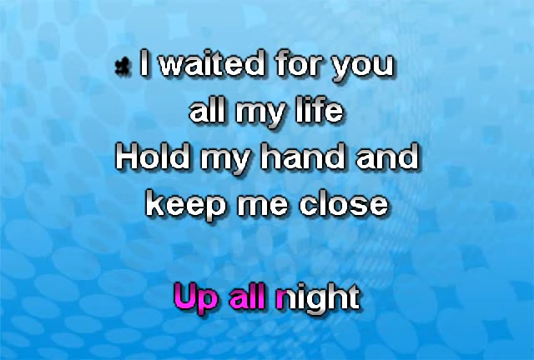 I waited for you
all my life
Hold my hand and
keep me close
Up all night